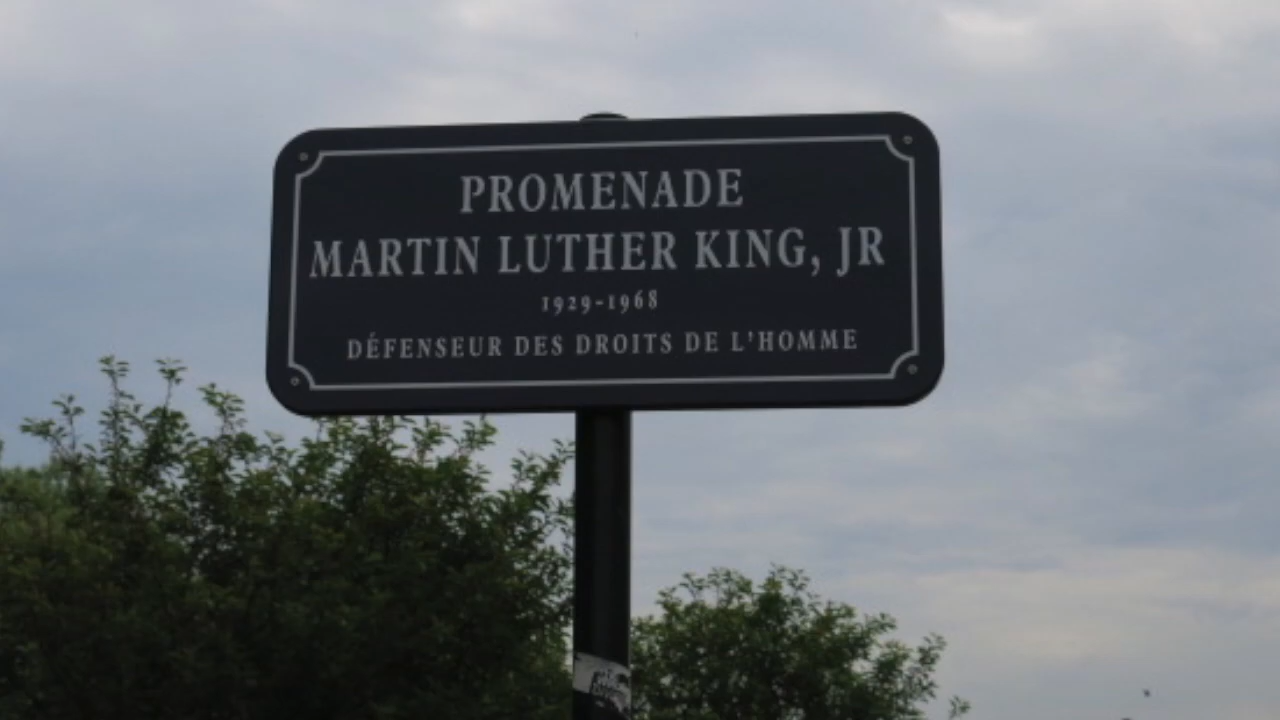 PROMENADE
MARTIN LUTHER KING, JR
1929-1968
DÉFENSEUR DES DROITS DE L'HOMME